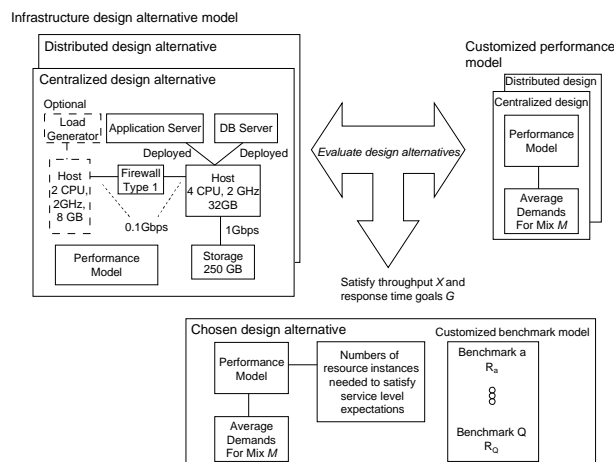 Infrastructure design alternative model
Distributed design alternative
Centralized design alternative
Optional
Load
Generator
Application Server
DB Server
Deployed
Deployed
Host
2 CPU,
2GHz,
8 GB
Firewall
Type 1
Host
4 CPU, 2 GHz
32GB
0.1Gbps
1Gbps
Performance
Model
Storage
250 GB
Evaluate design alternatives
Customized performance
model
Distributed design
Centralized design
Performance
Model
Average
Demands
For Mix M
Satisfy throughput X and
response time goals G
Chosen design alternative
Performance
Model
Average
Demands
For Mix M
Numbers of
resource instances
needed to satisfy
service level
expectations
Customized benchmark model
Benchmark a
Ra
Benchmark Q
RQ